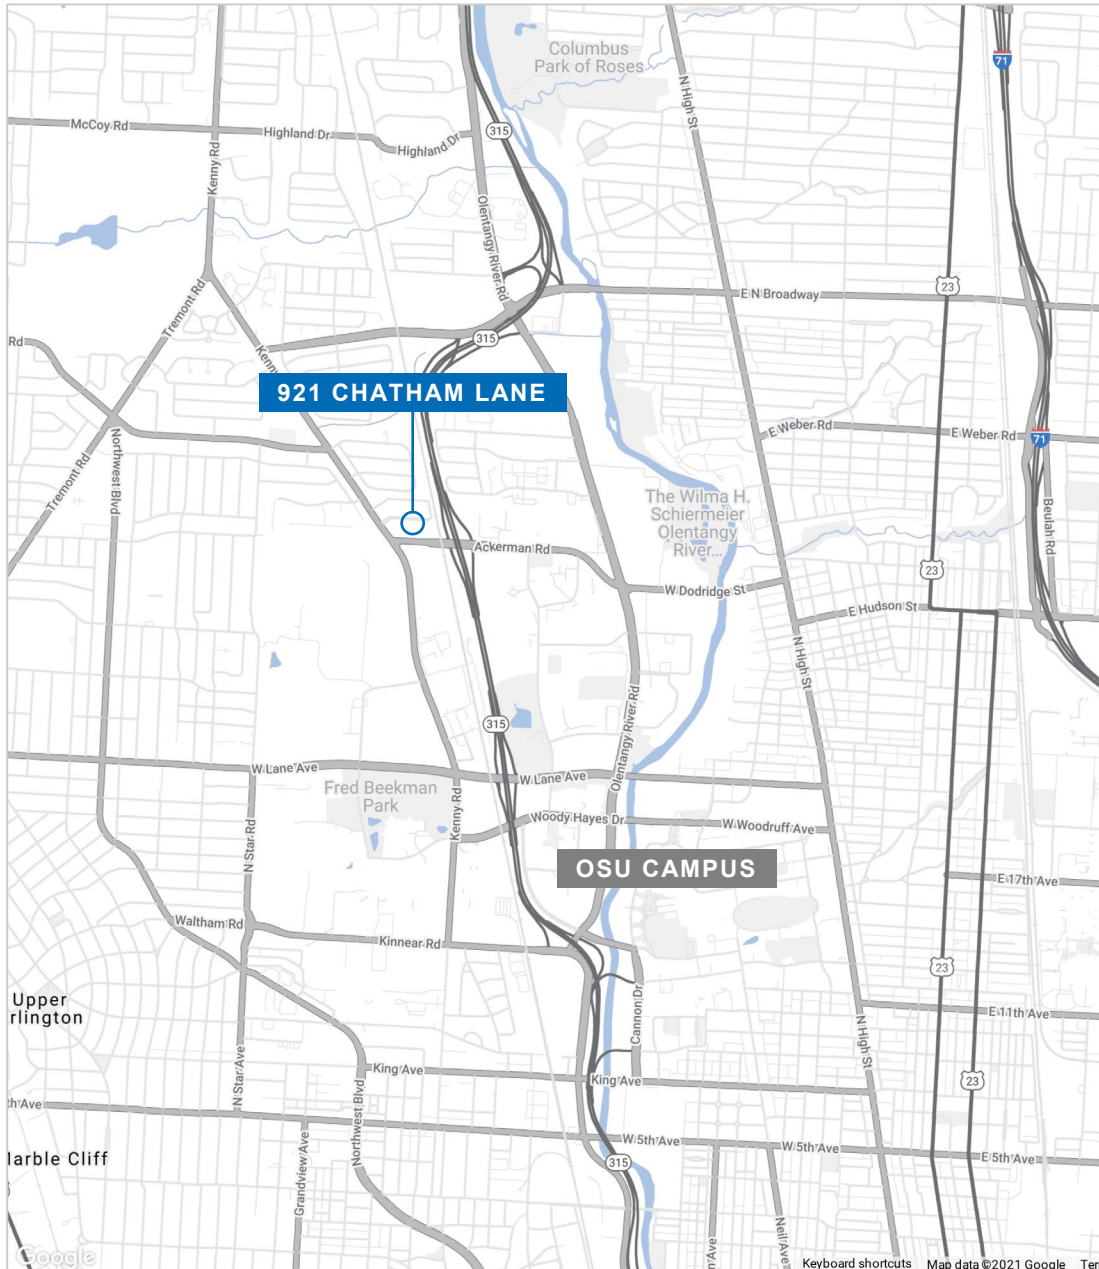 Columbus
Park of Roses
71
McCoy Rd
Highland Dr
Highland Dr
315
N High St
Kenny Rd
Olentangy River Rd
Tremont Rd
23
E N Broadway
Rd
315
Kenny
921 CHATHAM LANE
E Weber Rd
E Weber Rd
71
Northwest Blvd
Tremont Rd
The Wilma H.
Schiermeier
Olentangy
River...
Beulah Rd
Ackerman Rd
23
W Dodridge St
E Hudson St
N High St
Olentangy River Rd
315
W Lane Ave
W Lane Ave
Fred Beekman
Park
Kenny Rd
Woody Hayes Dr
W Woodruff Ave
N Star Rd
OSU CAMPUS
E 17th Ave
Waltham Rd
Kinnear Rd
23
Upper
rlington
Cannon Dr
E 11th Ave
N High St
N Star Ave
King Ave
King Ave
23
Northwest Blvd
th Ave
W 5th Ave
W 5th Ave
E 5th Ave
larble Cliff
315
Grandview Ave
Neil Ave
Ave
Google
Keyboard shortcuts
Map data ©2021 Google
Ter